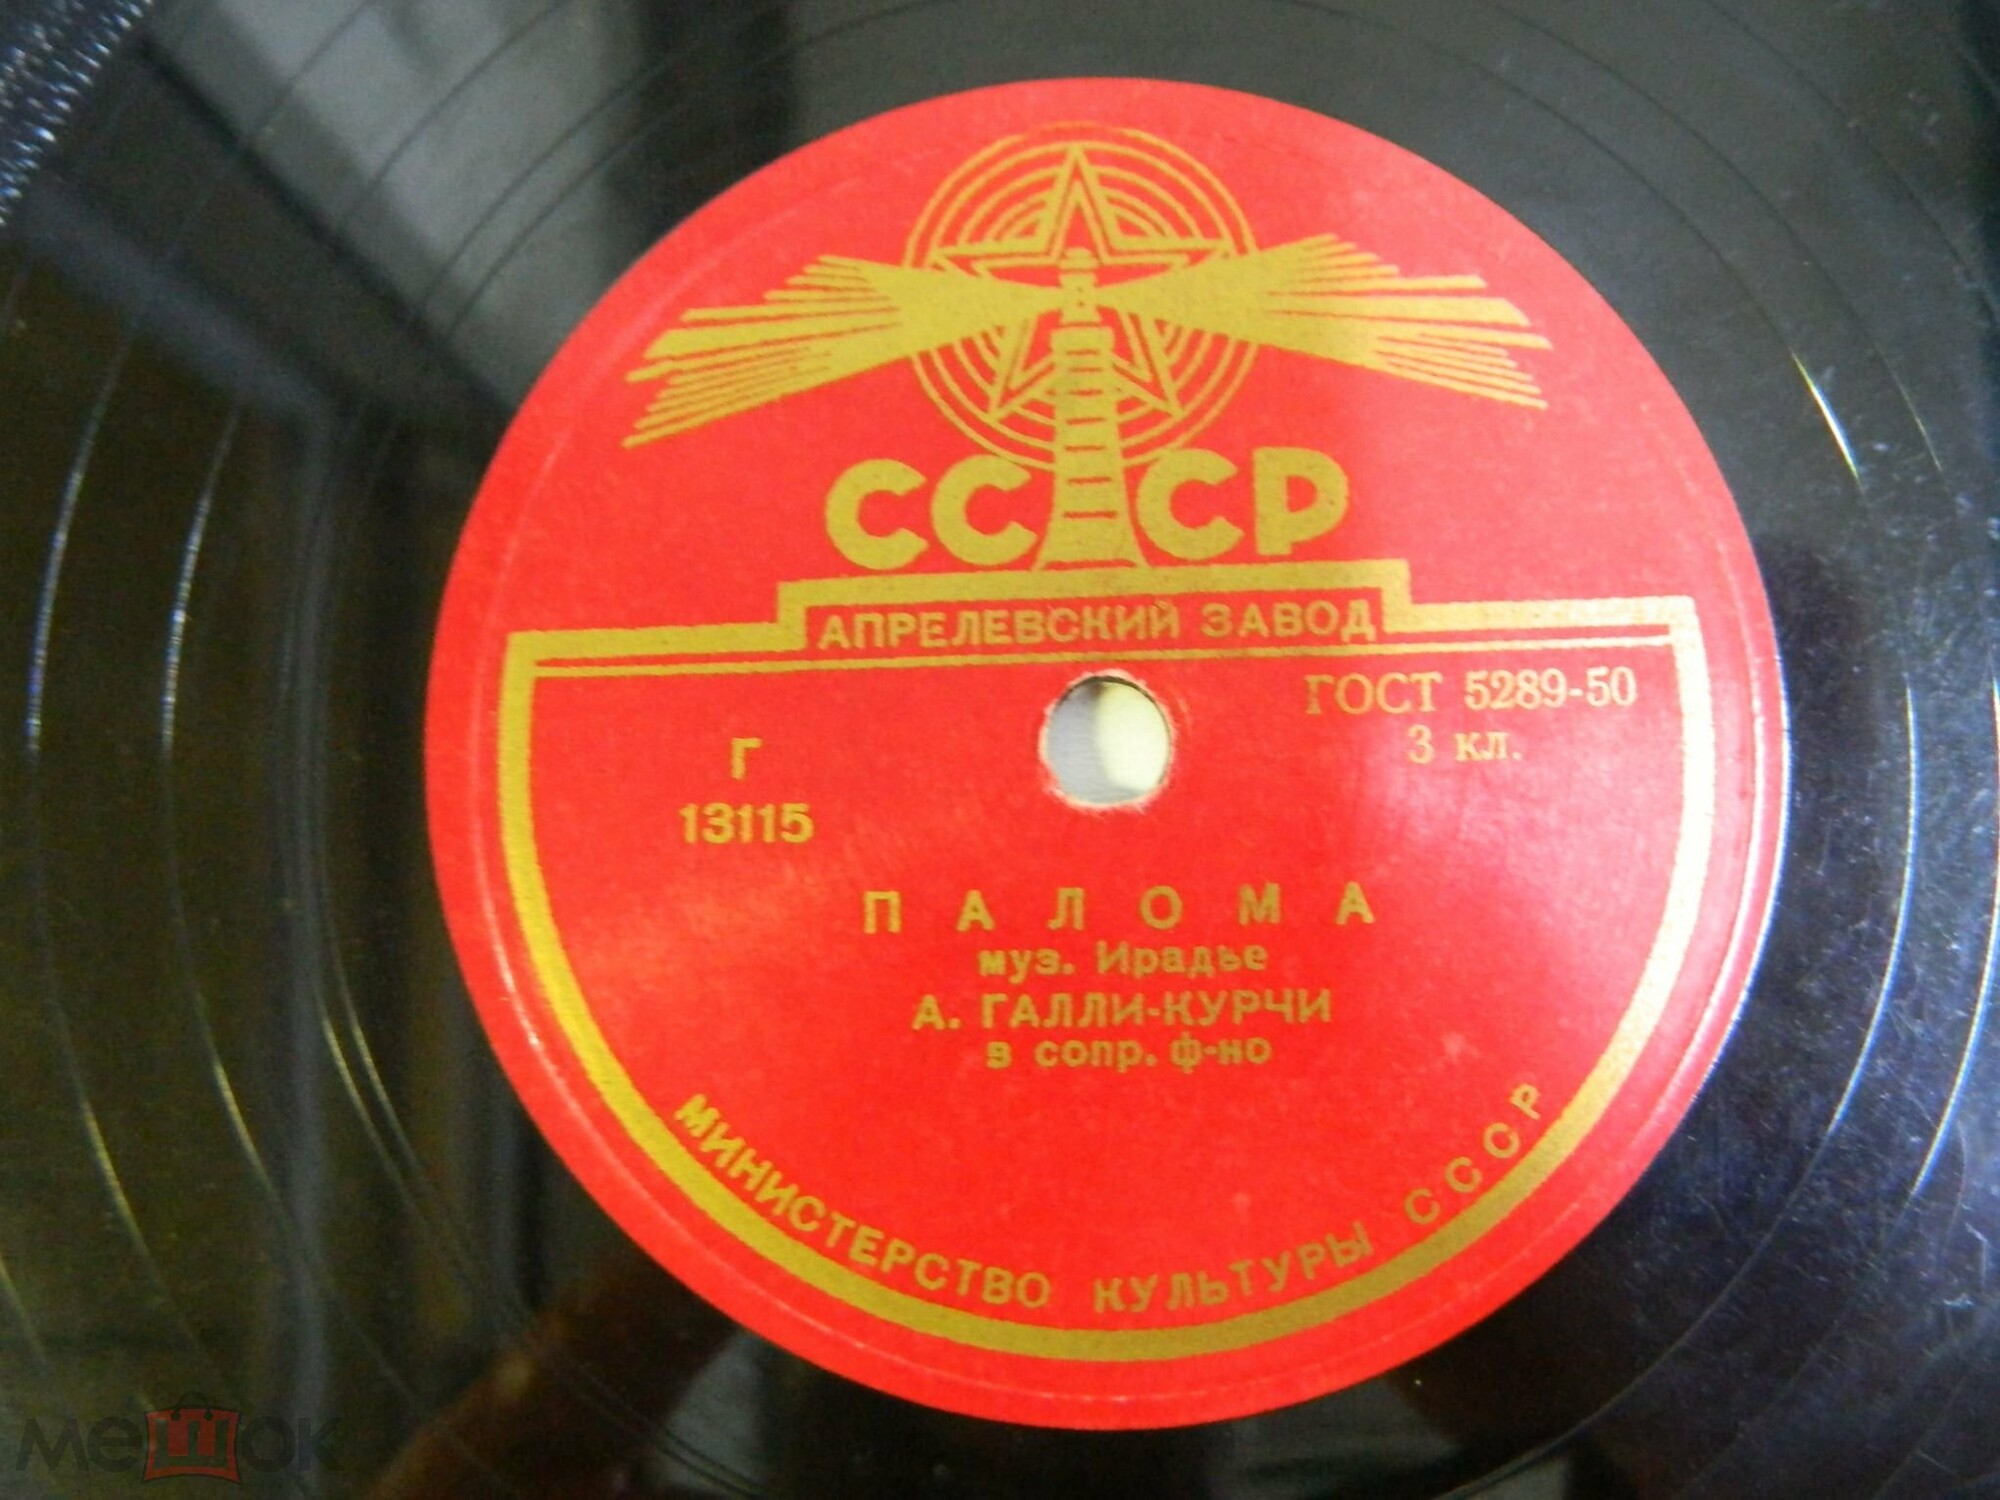 СССР
АПРЕЛЕВСКИЙ ЗАВОД
ГОСТ 5289-50
3 кл.
Г
13115
ПАЛОМА
муз. Ирадье
А. ГАЛЛИ-КУРЧИ
в сопр. ф-но
МИНИСТЕРСТВО КУЛЬТУРЫ СССР
мешок